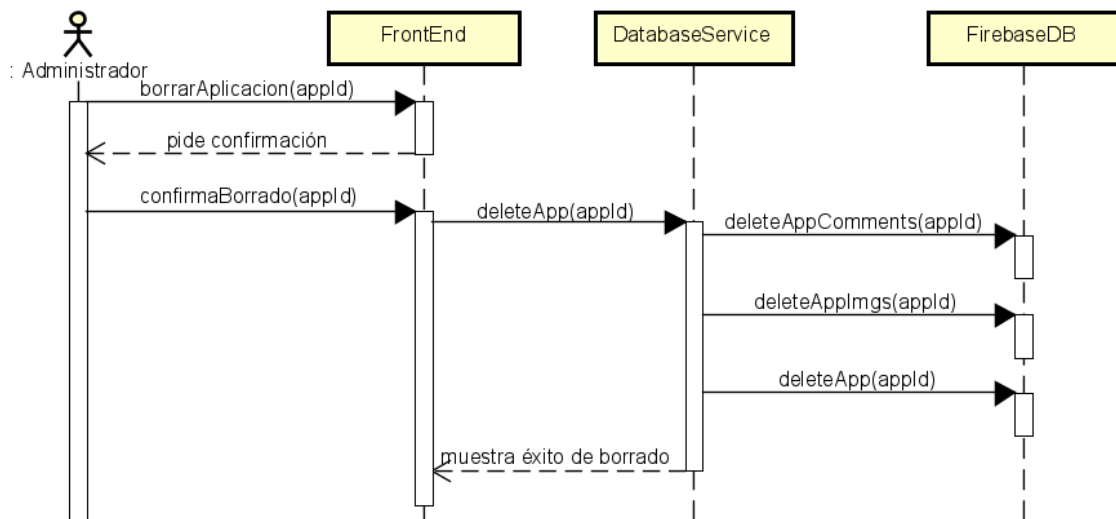 FrontEnd
DatabaseService
FirebaseDB
: Administrador
borrarAplicacion(appId)
pide confirmación
confirmaBorrado(appId)
deleteApp(appId)
deleteAppComments(appId)
deleteAppImgs(appId)
deleteApp(appId)
muestra éxito de borrado